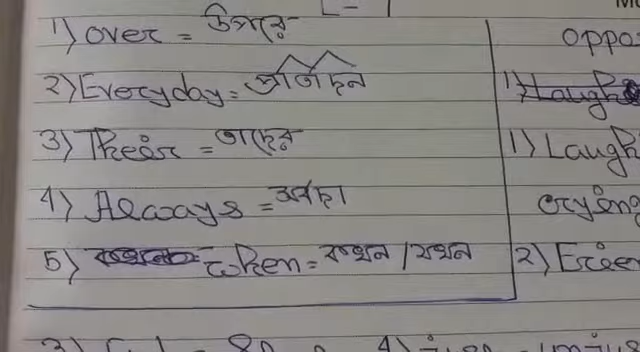 1) over = উপরে
oppo
2) Everyday = প্রতিদিন
3) Their = তাদের
1) Laugh
4) Always = সর্বদা
crying
5) when = কখন / যখন
2)